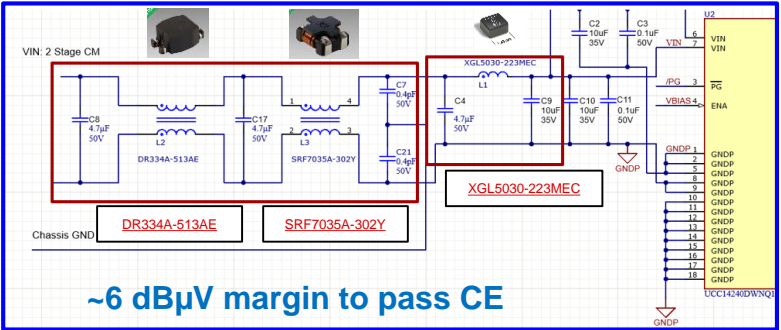 VIN: 2 Stage CM
C8
4.7µF
50V
L2
DR334A-513AE
C17
4.7µF
50V
1
4
2
3
L3
SRF7035A-302Y
C7
0.4pF
50V
C21
0.4pF
50V
XGL5030-223MEC
L1
C4
4.7µF
50V
C9
10uF
35V
C10
10uF
35V
C11
0.1uF
50V
C2
10uF
35V
C3
0.1uF
50V
U2
VIN
6 VIN
7 VIN
/PG 3 PG
VBIAS 4 ENA
GNDP 1 GNDP
2 GNDP
5 GNDP
8 GNDP
9 GNDP
10 GNDP
11 GNDP
12 GNDP
13 GNDP
14 GNDP
15 GNDP
16 GNDP
17 GNDP
18 GNDP
GNDP
UCC14240DWNQ1
GNDP
DR334A-513AE
SRF7035A-302Y
XGL5030-223MEC
Chassis GND
~6 dBµV margin to pass CE